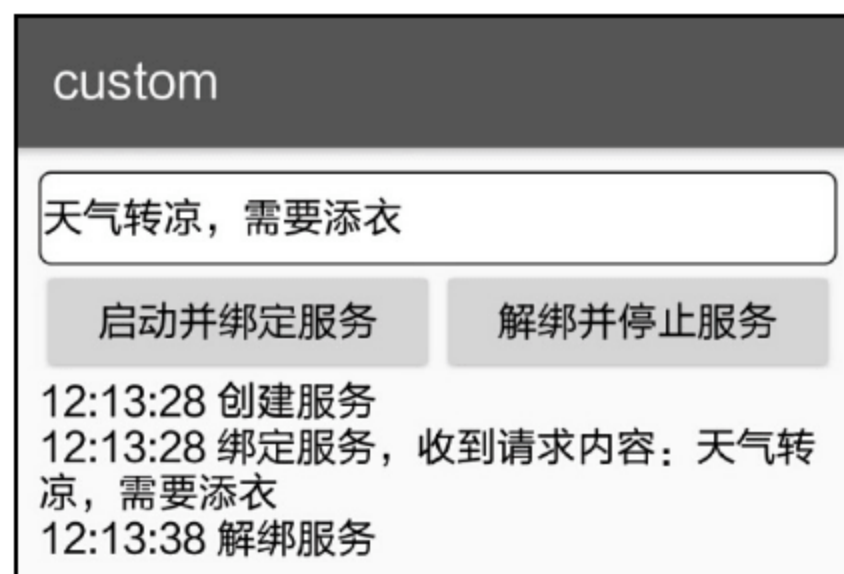 custom
天气转凉，需要添衣
启动并绑定服务
解绑并停止服务
12:13:28 创建服务
12:13:28 绑定服务，收到请求内容：天气转
凉，需要添衣
12:13:38 解绑服务